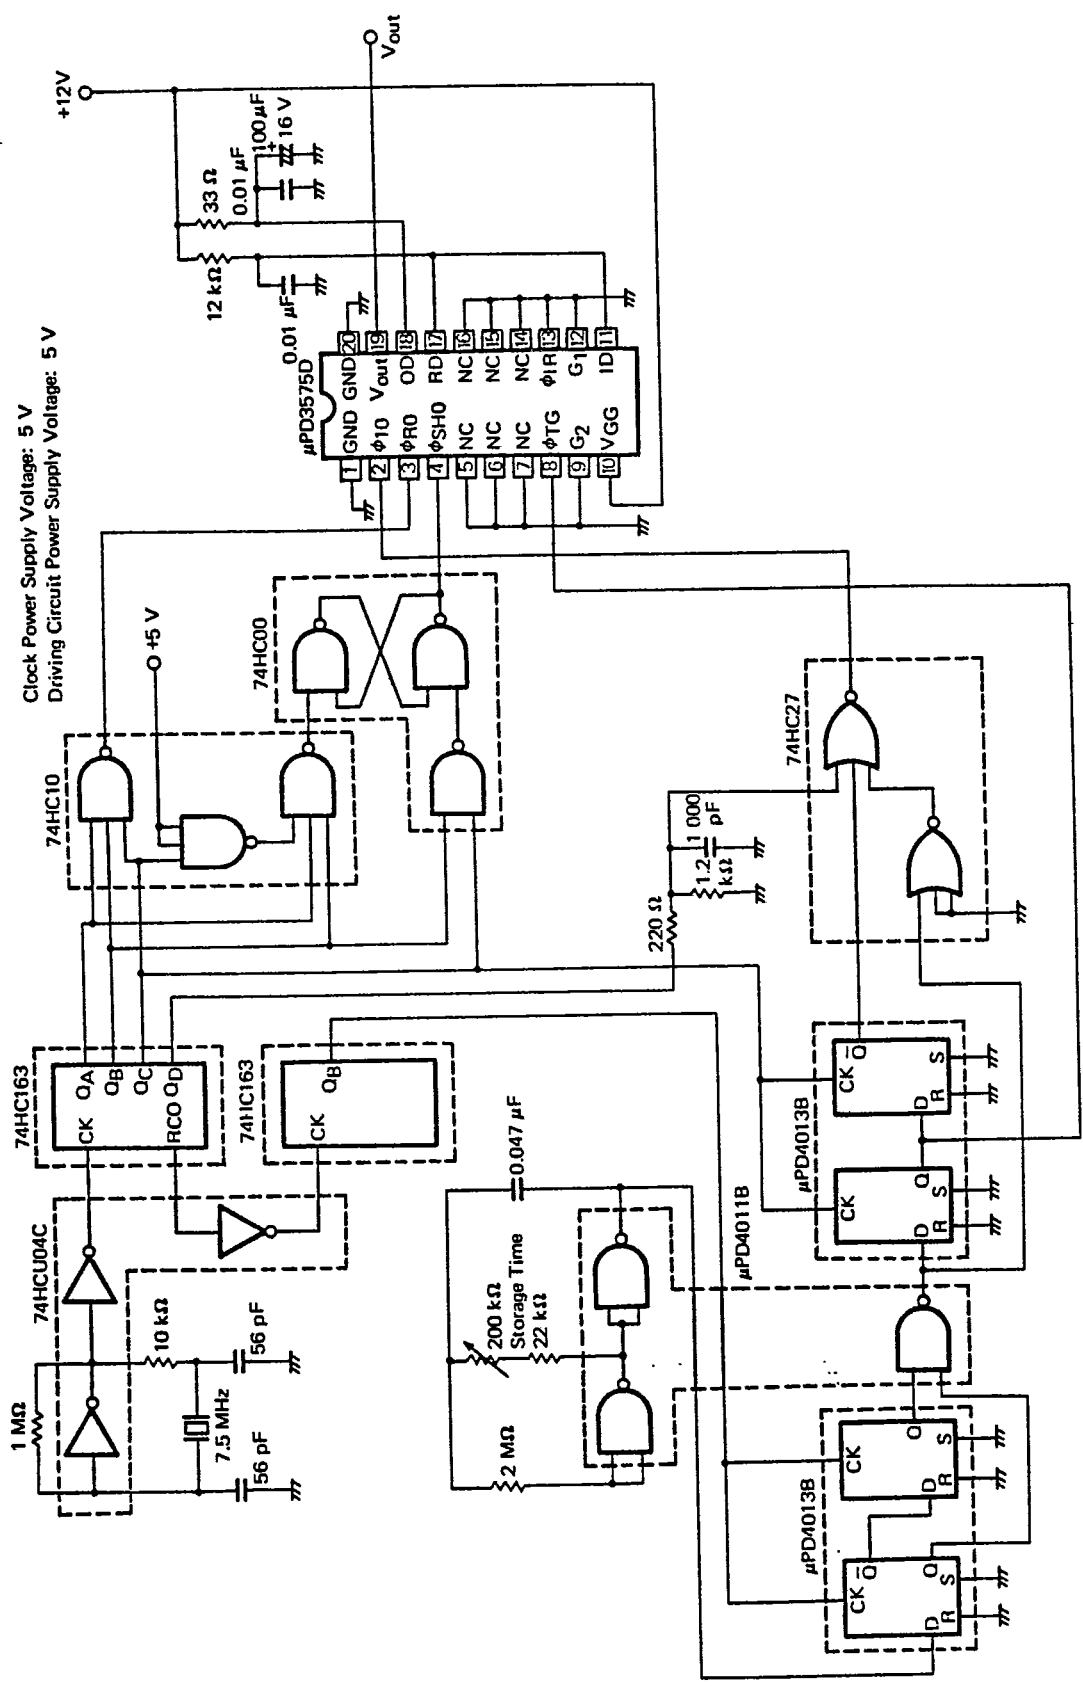 Clock Power Supply Voltage: 5 V
Driving Circuit Power Supply Voltage: 5 V
74HCU04C
1 MΩ
10 kΩ
7.5 MHz
56 pF
56 pF
74HC163
CK
QA
QB
QC
QD
RCO
74HC163
CK
QB
74HC10
+5 V
74HC00
+12V
Vout
33 Ω
0.01 μF
100μF
+
16 V
12 kΩ
0.01 μF
μPD3575D
1
GND
2
ϕ10
3
ϕR0
4
ϕSH0
5
NC
6
NC
7
NC
8
ϕTG
9
G2
10
VGG
20
GND
19
Vout
18
OD
17
RD
16
NC
15
NC
14
NC
13
ϕIR
12
G1
11
ID
220 Ω
1.2
kΩ
1 000
pF
74HC27
0.047 μF
200 kΩ
Storage Time
22 kΩ
2 MΩ
μPD4011B
μPD4013B
CK
Q
D
S
R
CK
Q̅
D
S
R
μPD4013B
CK
Q̅
Q
D
S
R
CK
Q
D
S
R